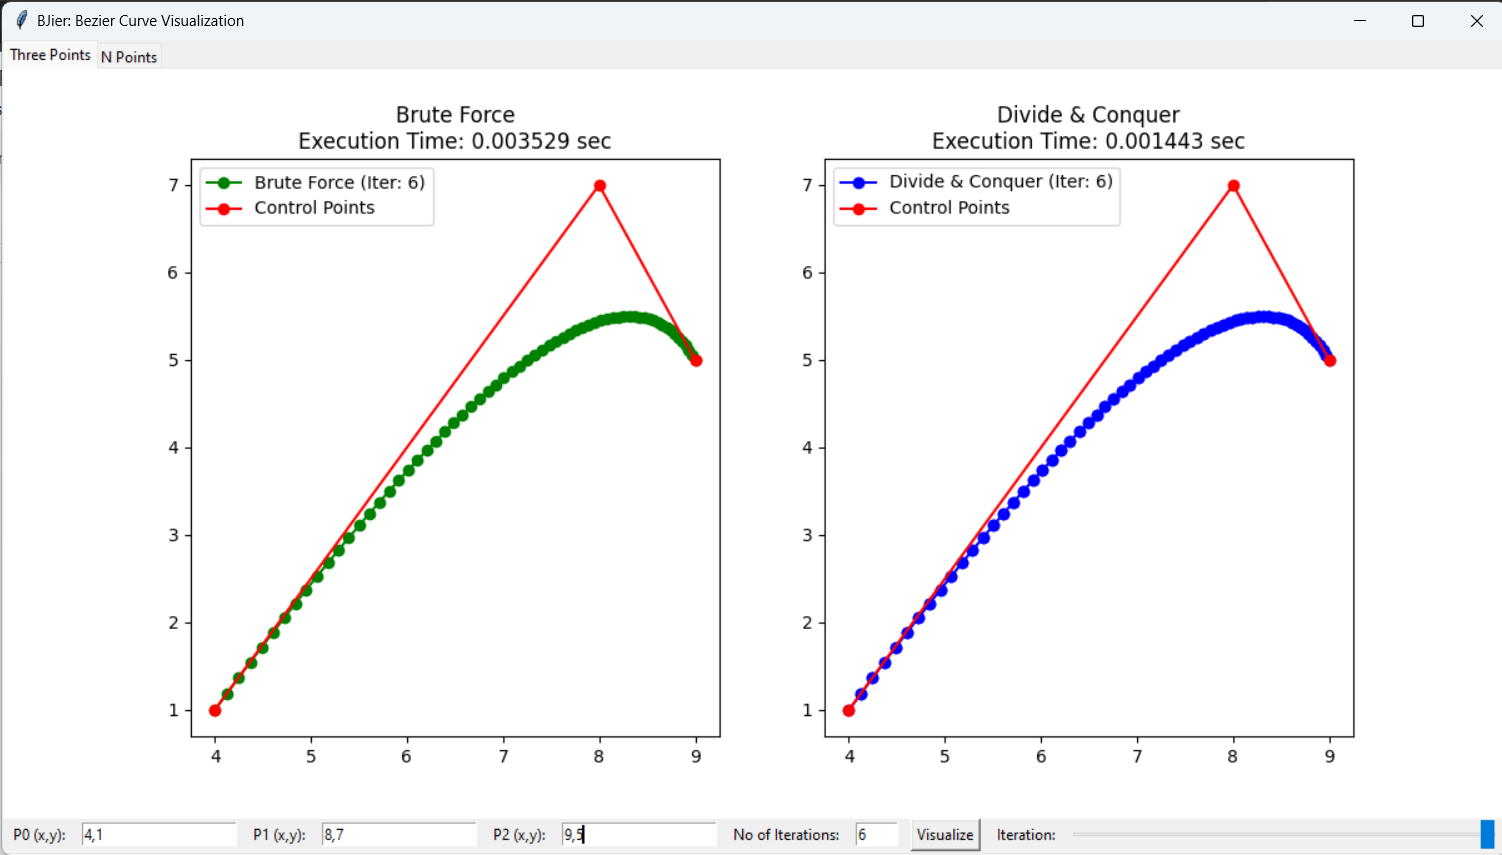 BJier: Bezier Curve Visualization
Three Points
N Points
Brute Force
Execution Time: 0.003529 sec
Brute Force (Iter: 6)
Control Points
7
6
5
4
3
2
1
4 5 6 7 8 9
Divide & Conquer
Execution Time: 0.001443 sec
Divide & Conquer (Iter: 6)
Control Points
7
6
5
4
3
2
1
4 5 6 7 8 9
P0 (x,y): 4,1 P1 (x,y): 8,7 P2 (x,y): 9,5 No of Iterations: 6 Visualize Iteration: